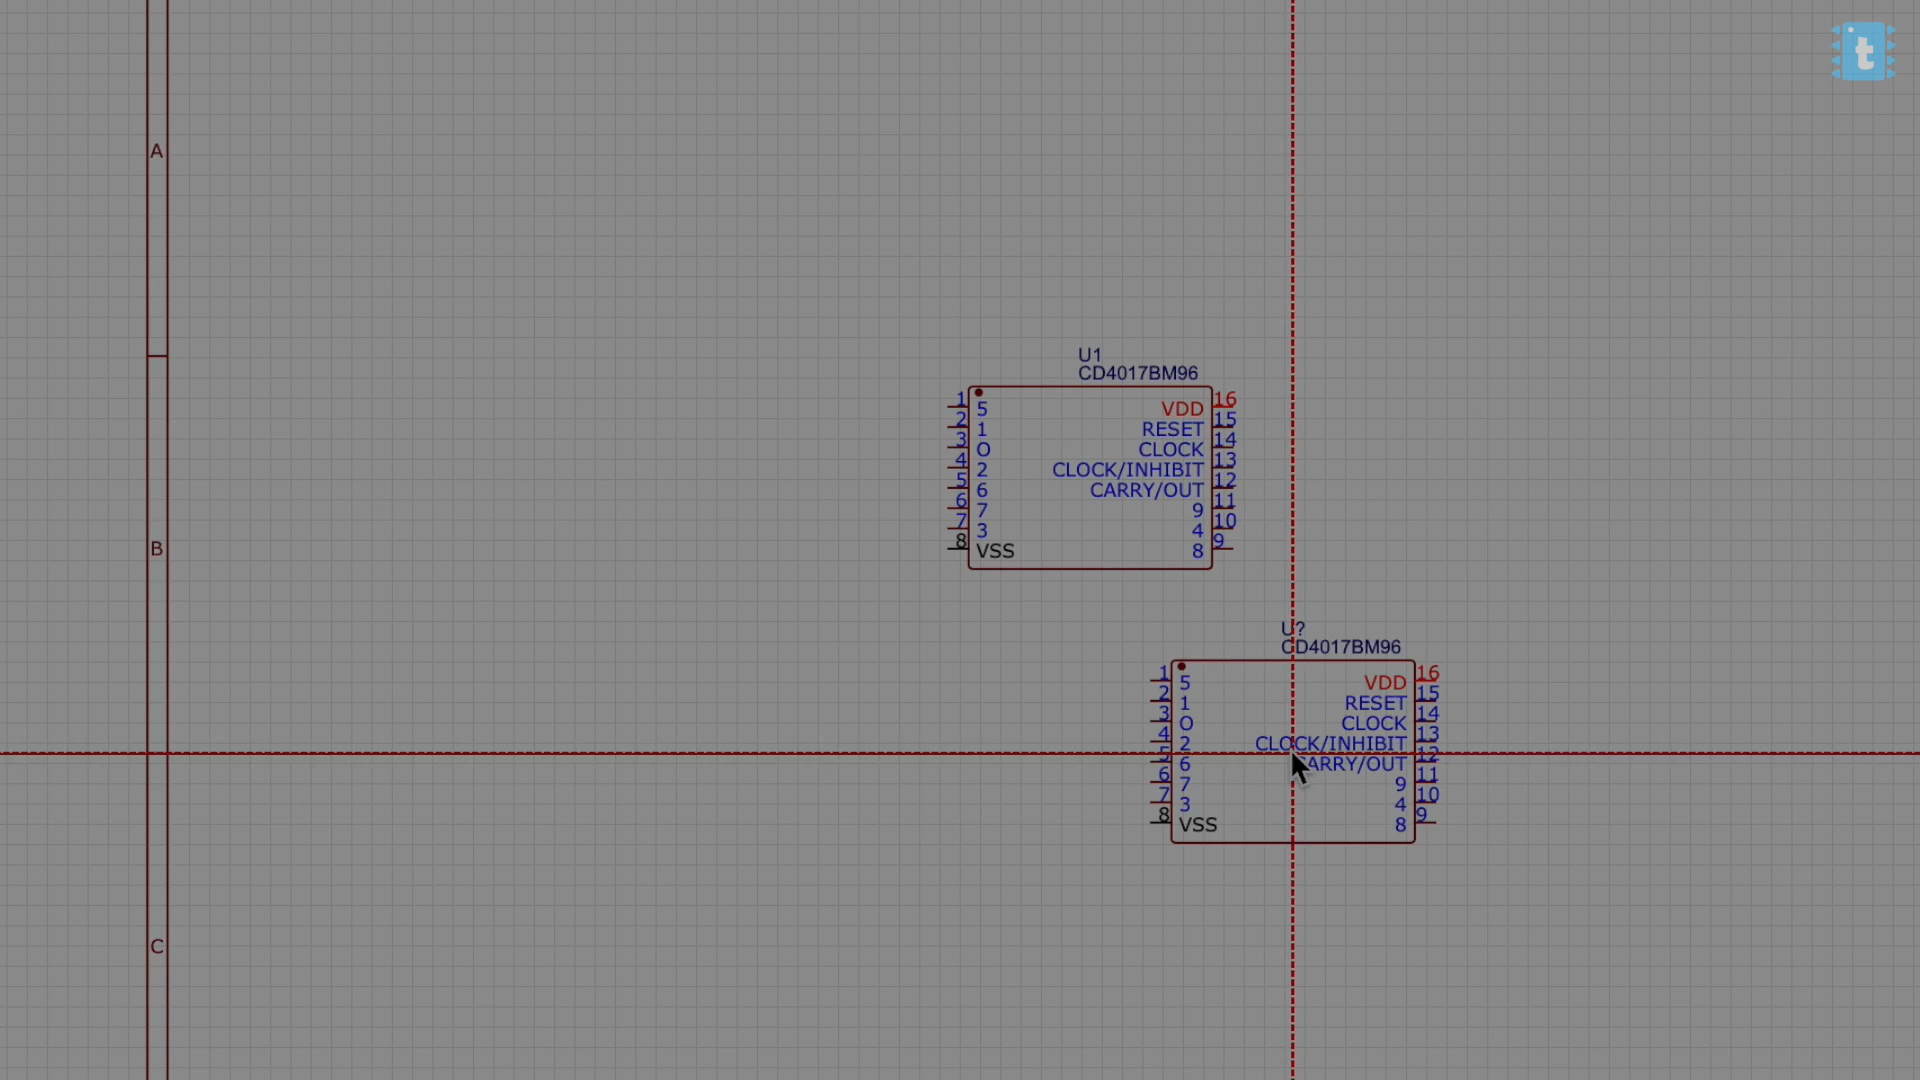 t
A
U1
CD4017BM96
1 5 VDD 16
2 1 RESET 15
3 O CLOCK 14
4 2 CLOCK/INHIBIT 13
5 6 CARRY/OUT 12
6 7 9 11
7 3 4 10
8 VSS 8 9
B
U?
CD4017BM96
1 5 VDD 16
2 1 RESET 15
3 O CLOCK 14
4 2 CLOCK/INHIBIT 13
5 6 CARRY/OUT 12
6 7 9 11
7 3 4 10
8 VSS 8 9
C